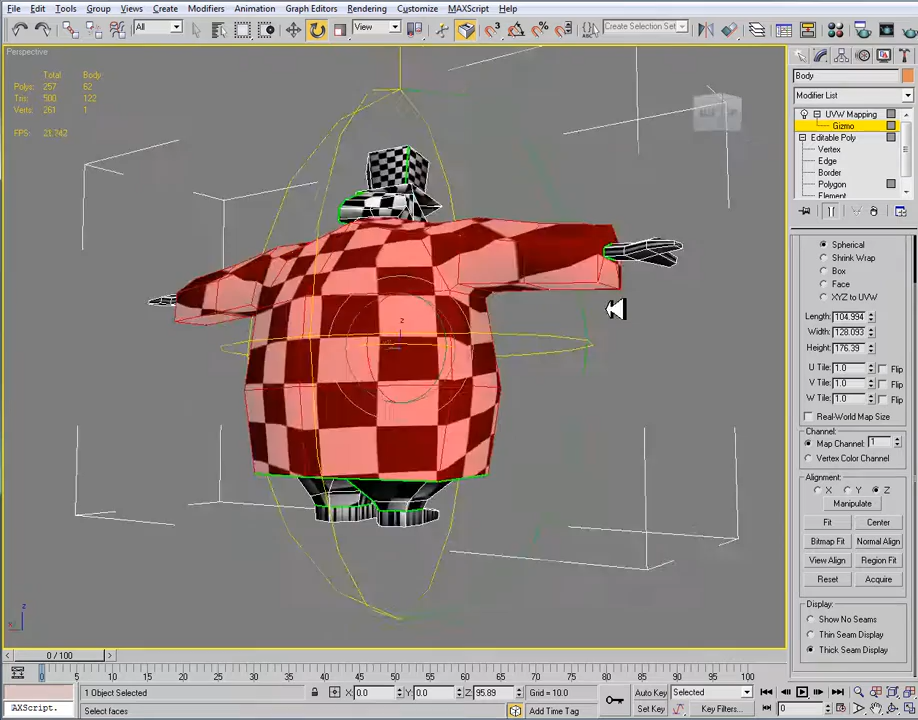 File Edit Tools Group Views Create Modifiers Animation Graph Editors Rendering Customize MAXScript Help
All View Create Selection Set
Perspective
Total Body
Polys: 257 62
Tris: 500 122
Verts: 261 1
FPS: 21.742
z
z
x
Body
Modifier List
UVW Mapping
Gizmo
Editable Poly
Vertex
Edge
Border
Polygon
Element
Spherical
Shrink Wrap
Box
Face
XYZ to UVW
Length: 104.994
Width: 128.093
Height: 176.39
U Tile: 1.0 Flip
V Tile: 1.0 Flip
W Tile: 1.0 Flip
Real-World Map Size
Channel:
Map Channel: 1
Vertex Color Channel
Alignment:
X Y Z
Manipulate
Fit Center
Bitmap Fit Normal Align
View Align Region Fit
Reset Acquire
Display:
Show No Seams
Thin Seam Display
Thick Seam Display
0 / 100
0 5 10 15 20 25 30 35 40 45 50 55 60 65 70 75 80 85 90 95 100
1 Object Selected X: 0.0 Y: 0.0 Z: 95.89 Grid = 10.0 Auto Key Selected
AXScript. Select faces Add Time Tag Set Key Key Filters... 0